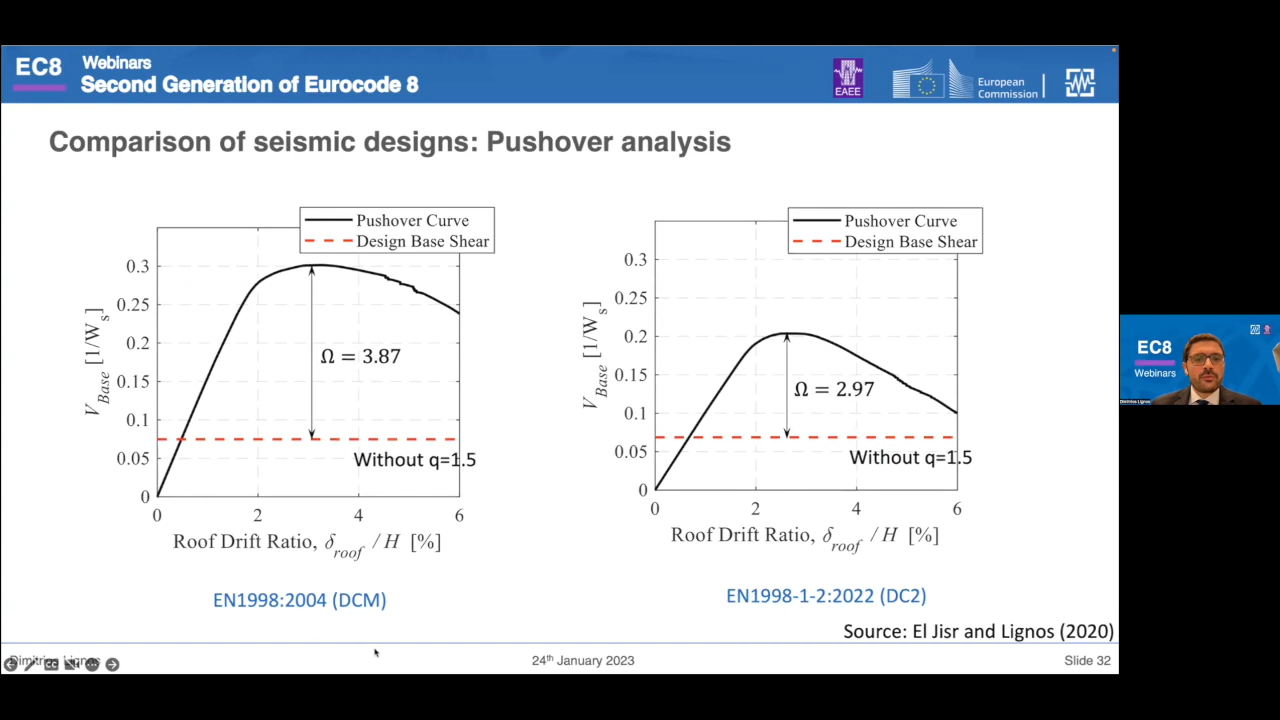 EC8
Webinars
Second Generation of Eurocode 8
EAEE
European
Commission
Comparison of seismic designs: Pushover analysis
Pushover Curve
Design Base Shear
0.3
0.25
0.2
0.15
0.1
0.05
0
V_Base [1/W_s]
Ω = 3.87
Without q=1.5
0 2 4 6
Roof Drift Ratio, δ_roof / H [%]
EN1998:2004 (DCM)
Pushover Curve
Design Base Shear
0.3
0.25
0.2
0.15
0.1
0.05
0
V_Base [1/W_s]
Ω = 2.97
Without q=1.5
0 2 4 6
Roof Drift Ratio, δ_roof / H [%]
EN1998-1-2:2022 (DC2)
Source: El Jisr and Lignos (2020)
Dimitrios Lignos
24th January 2023
Slide 32
EC8
Webinars
Dimitrios Lignos